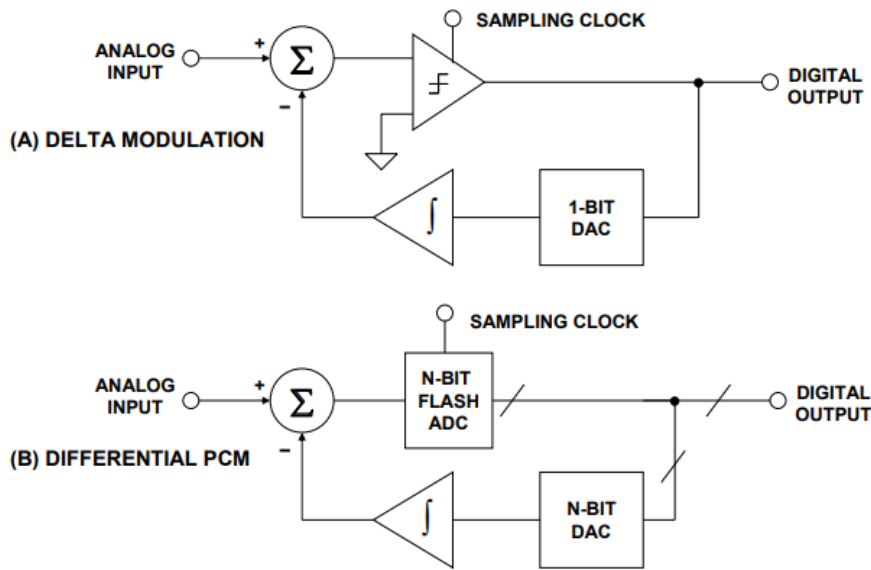 SAMPLING CLOCK
ANALOG
INPUT
+
Σ
−
DIGITAL
OUTPUT
(A) DELTA MODULATION
∫
1-BIT
DAC
SAMPLING CLOCK
ANALOG
INPUT
+
Σ
−
N-BIT
FLASH
ADC
DIGITAL
OUTPUT
(B) DIFFERENTIAL PCM
∫
N-BIT
DAC